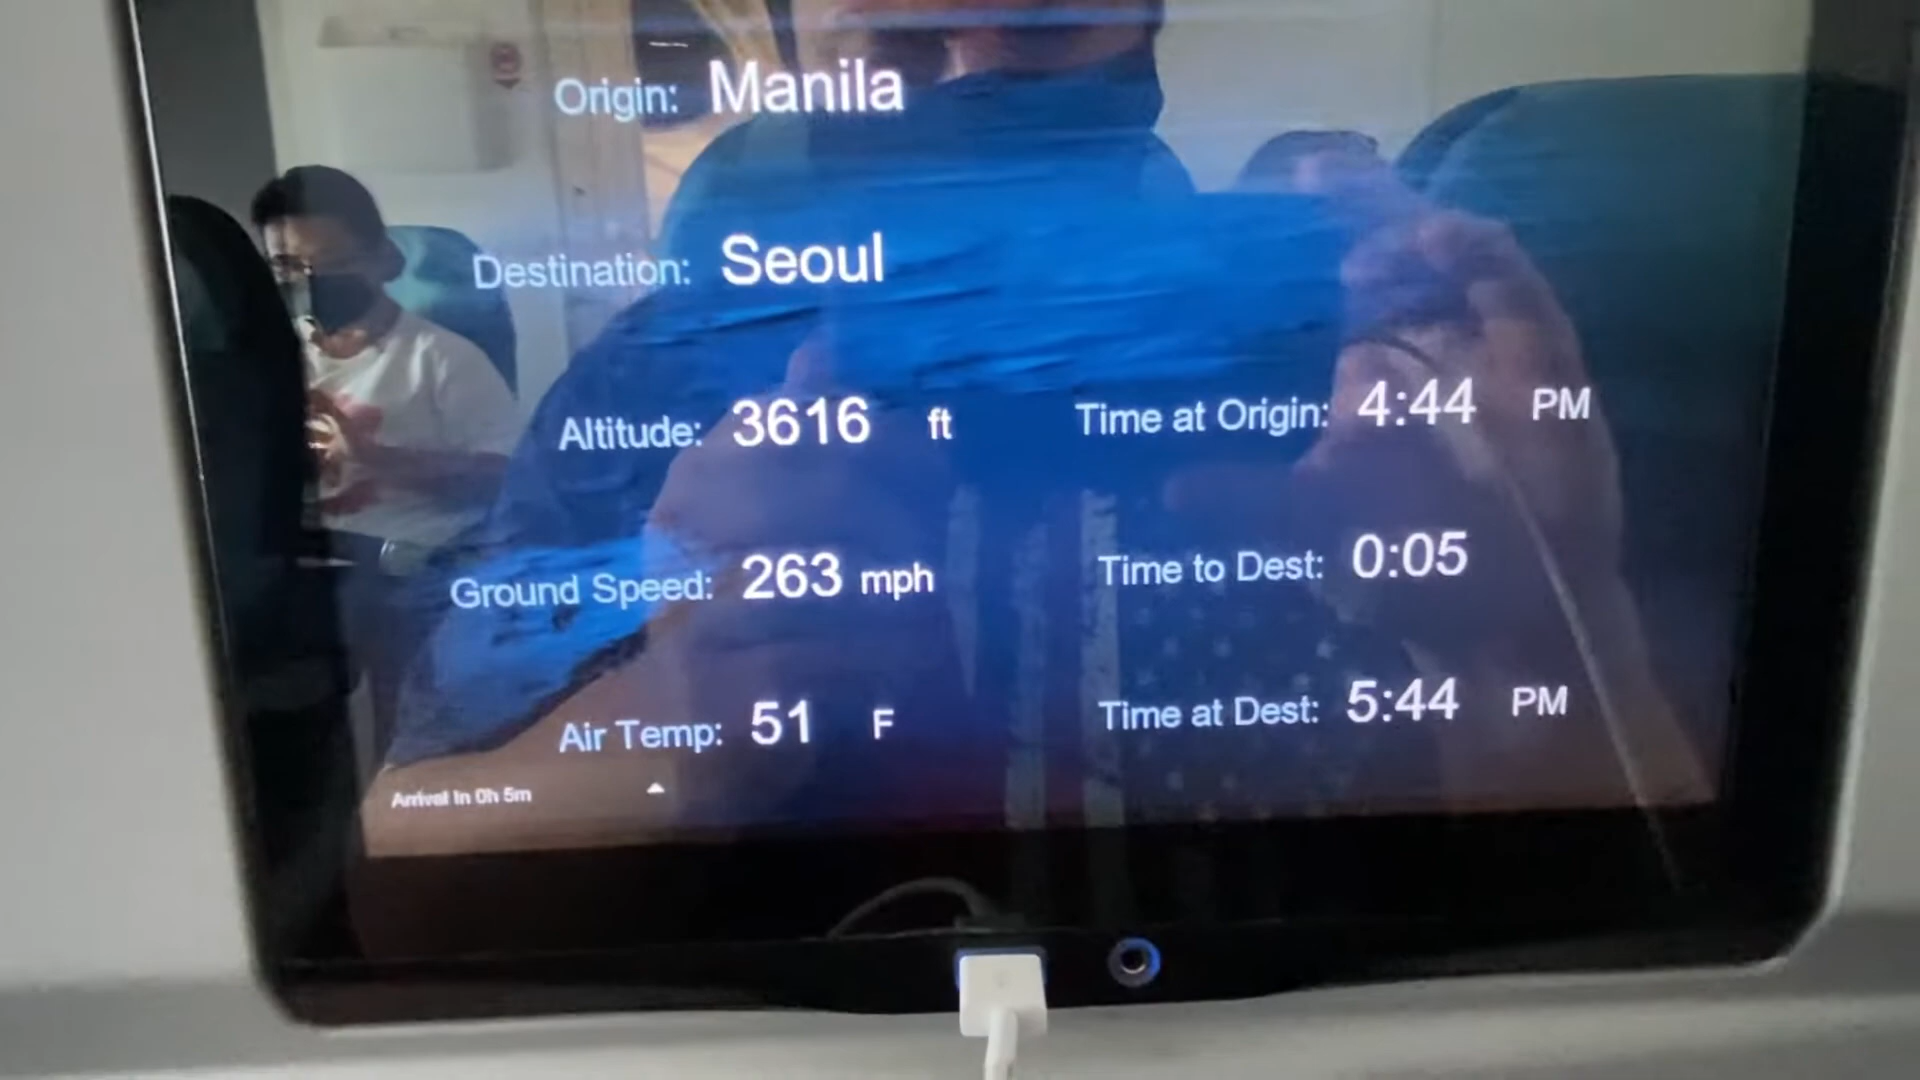 Origin: Manila
Destination: Seoul
Altitude: 3616 ft
Time at Origin: 4:44 PM
Ground Speed: 263 mph
Time to Dest: 0:05
Air Temp: 51 F
Time at Dest: 5:44 PM
Arrival In 0h 5m